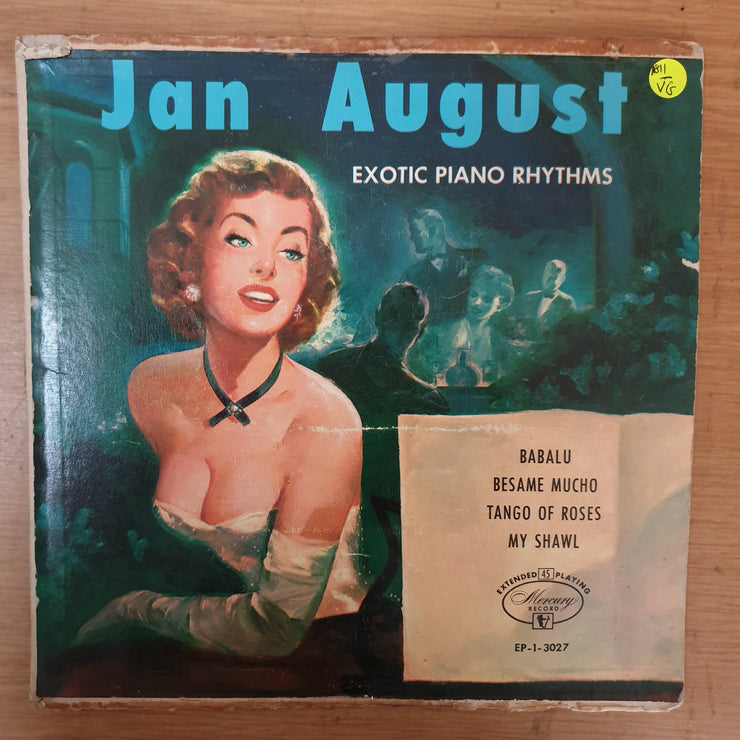 Jan August
VG
EXOTIC PIANO RHYTHMS
BABALU
BESAME MUCHO
TANGO OF ROSES
MY SHAWL
EXTENDED 45 PLAYING
Mercury
RECORD
EP-1-3027